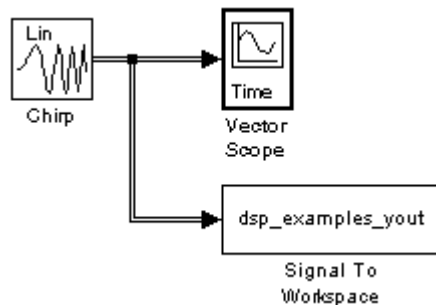 Lin
Chirp
Time
Vector
Scope
dsp_examples_yout
Signal To
Workspace